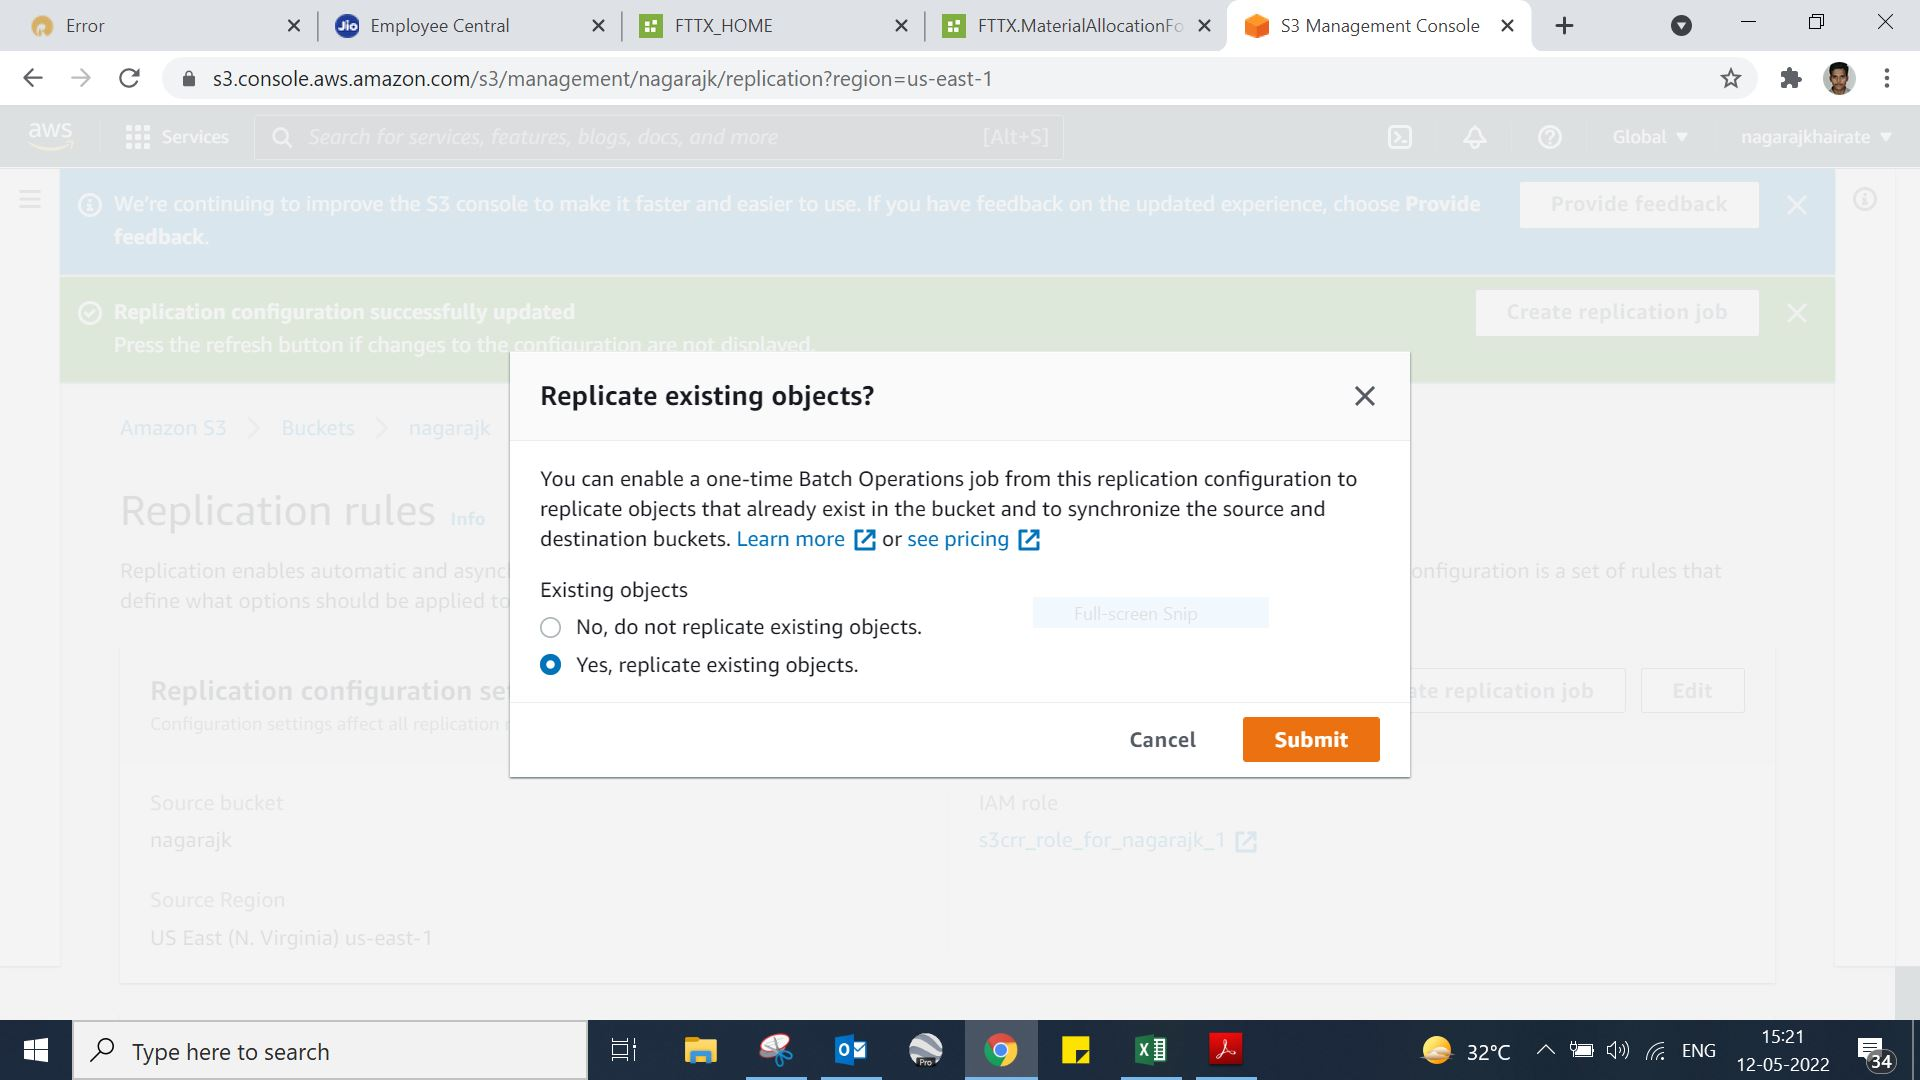 Error
Employee Central
FTTX_HOME
FTTX.MaterialAllocationFo
S3 Management Console
s3.console.aws.amazon.com/s3/management/nagarajk/replication?region=us-east-1
aws
Services
Search for services, features, blogs, docs, and more
[Alt+S]
Global
nagarajkhairate
We're continuing to improve the S3 console to make it faster and easier to use. If you have feedback on the updated experience, choose Provide
feedback.
Provide feedback
Replication configuration successfully updated
Press the refresh button if changes to the configuration are not displayed.
Create replication job
Amazon S3
Buckets
nagarajk
Replication rules
Info
Replication enables automatic and async
onfiguration is a set of rules that
define what options should be applied to
Replicate existing objects?
You can enable a one-time Batch Operations job from this replication configuration to
replicate objects that already exist in the bucket and to synchronize the source and
destination buckets. Learn more or see pricing
Existing objects
No, do not replicate existing objects.
Full-screen Snip
Yes, replicate existing objects.
Cancel
Submit
Replication configuration se
Configuration settings affect all replication
ate replication job
Edit
Source bucket
nagarajk
IAM role
s3crr_role_for_nagarajk_1
Source Region
US East (N. Virginia) us-east-1
Type here to search
Pro
32°C
ENG
15:21
12-05-2022
34